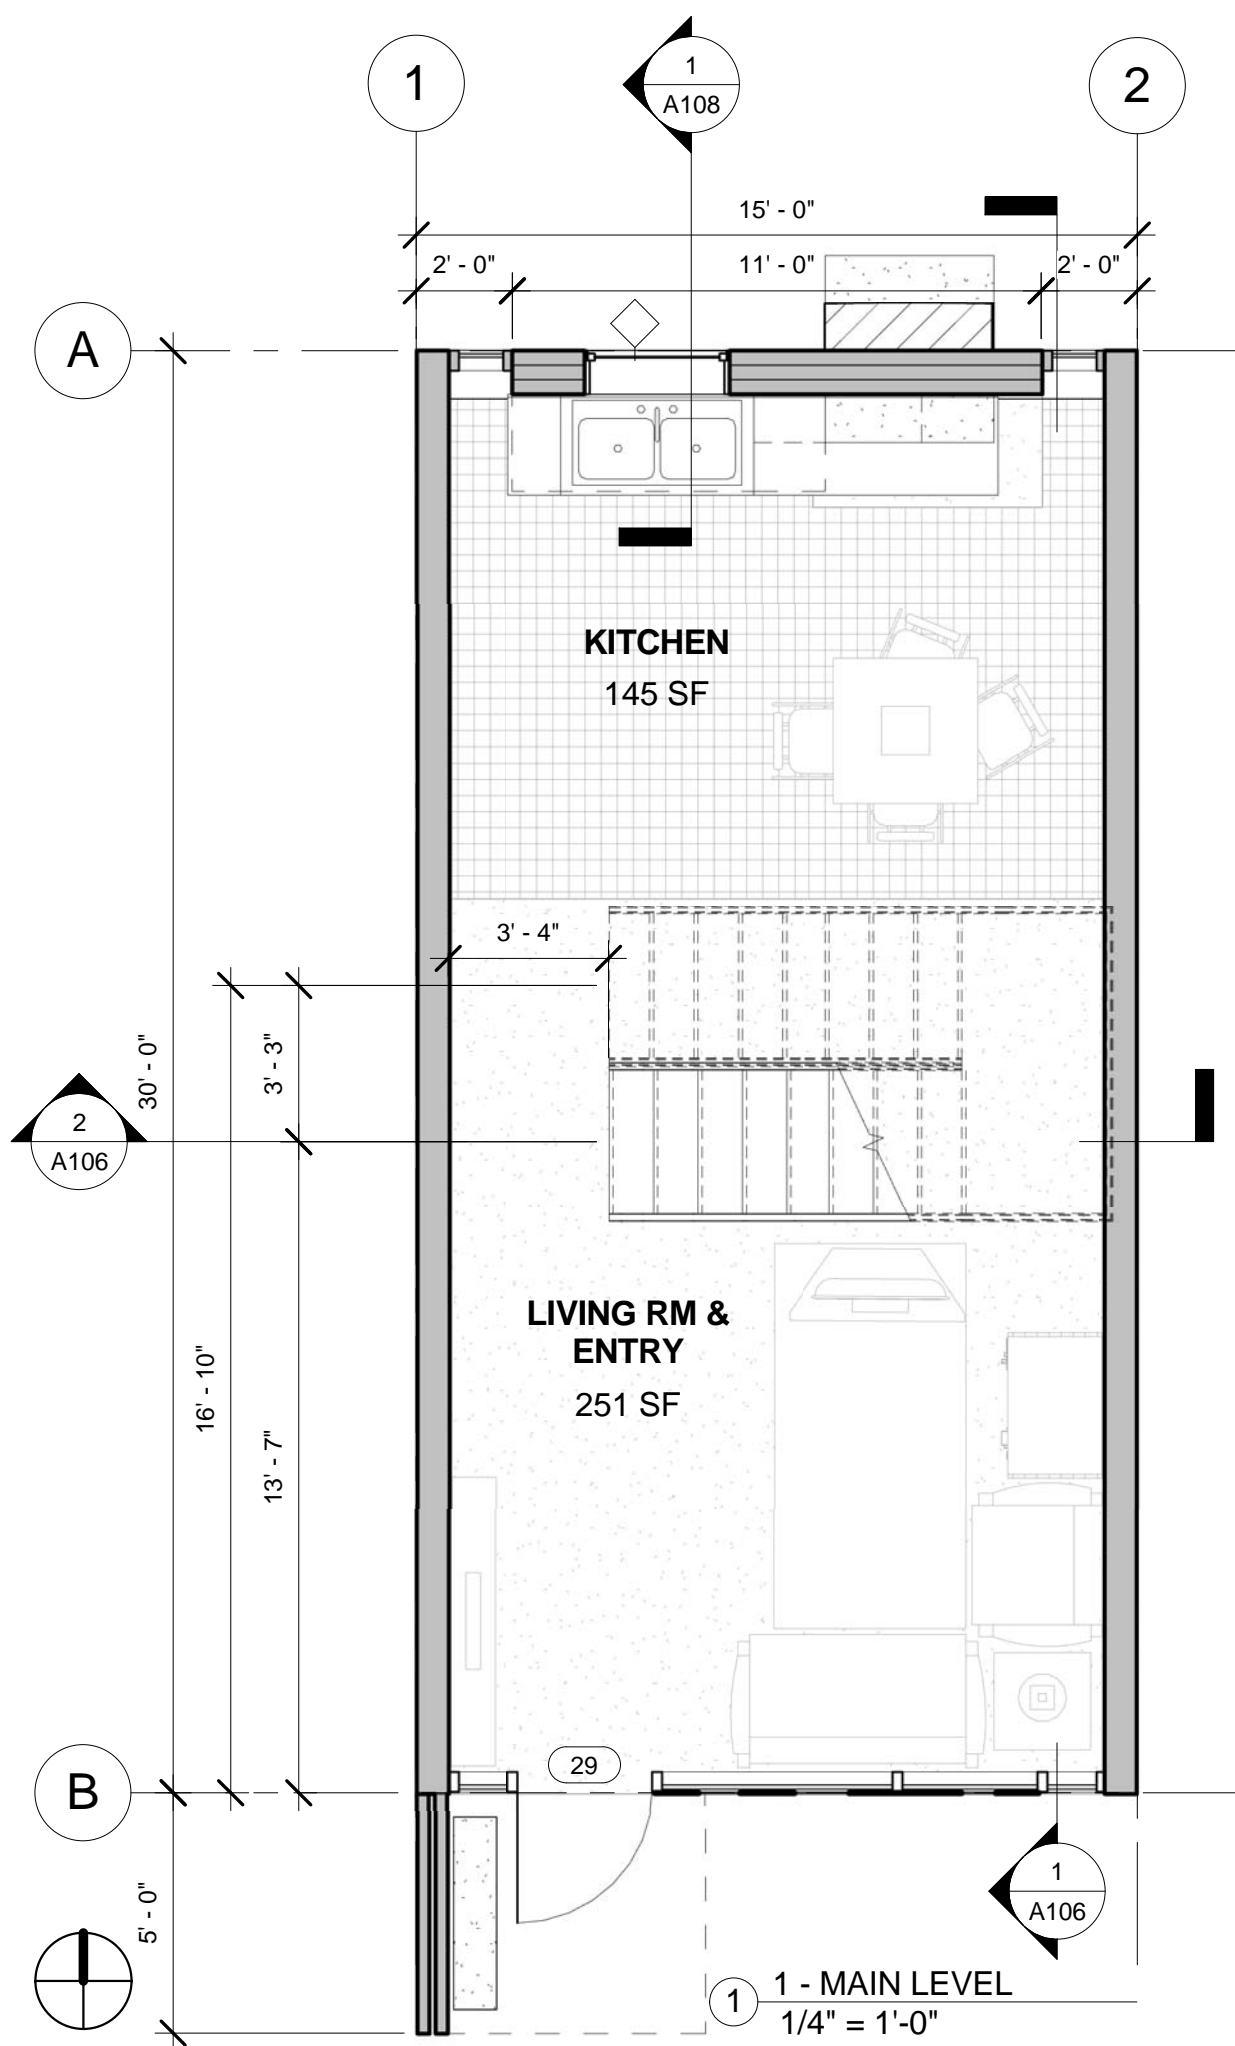 1
1
A108
2
15' - 0"
2' - 0"
11' - 0"
2' - 0"
A
KITCHEN
145 SF
3' - 4"
30' - 0"
3' - 3"
2
A106
LIVING RM &
ENTRY
251 SF
16' - 10"
13' - 7"
29
B
5' - 0"
1
A106
1
1 - MAIN LEVEL
1/4" = 1'-0"